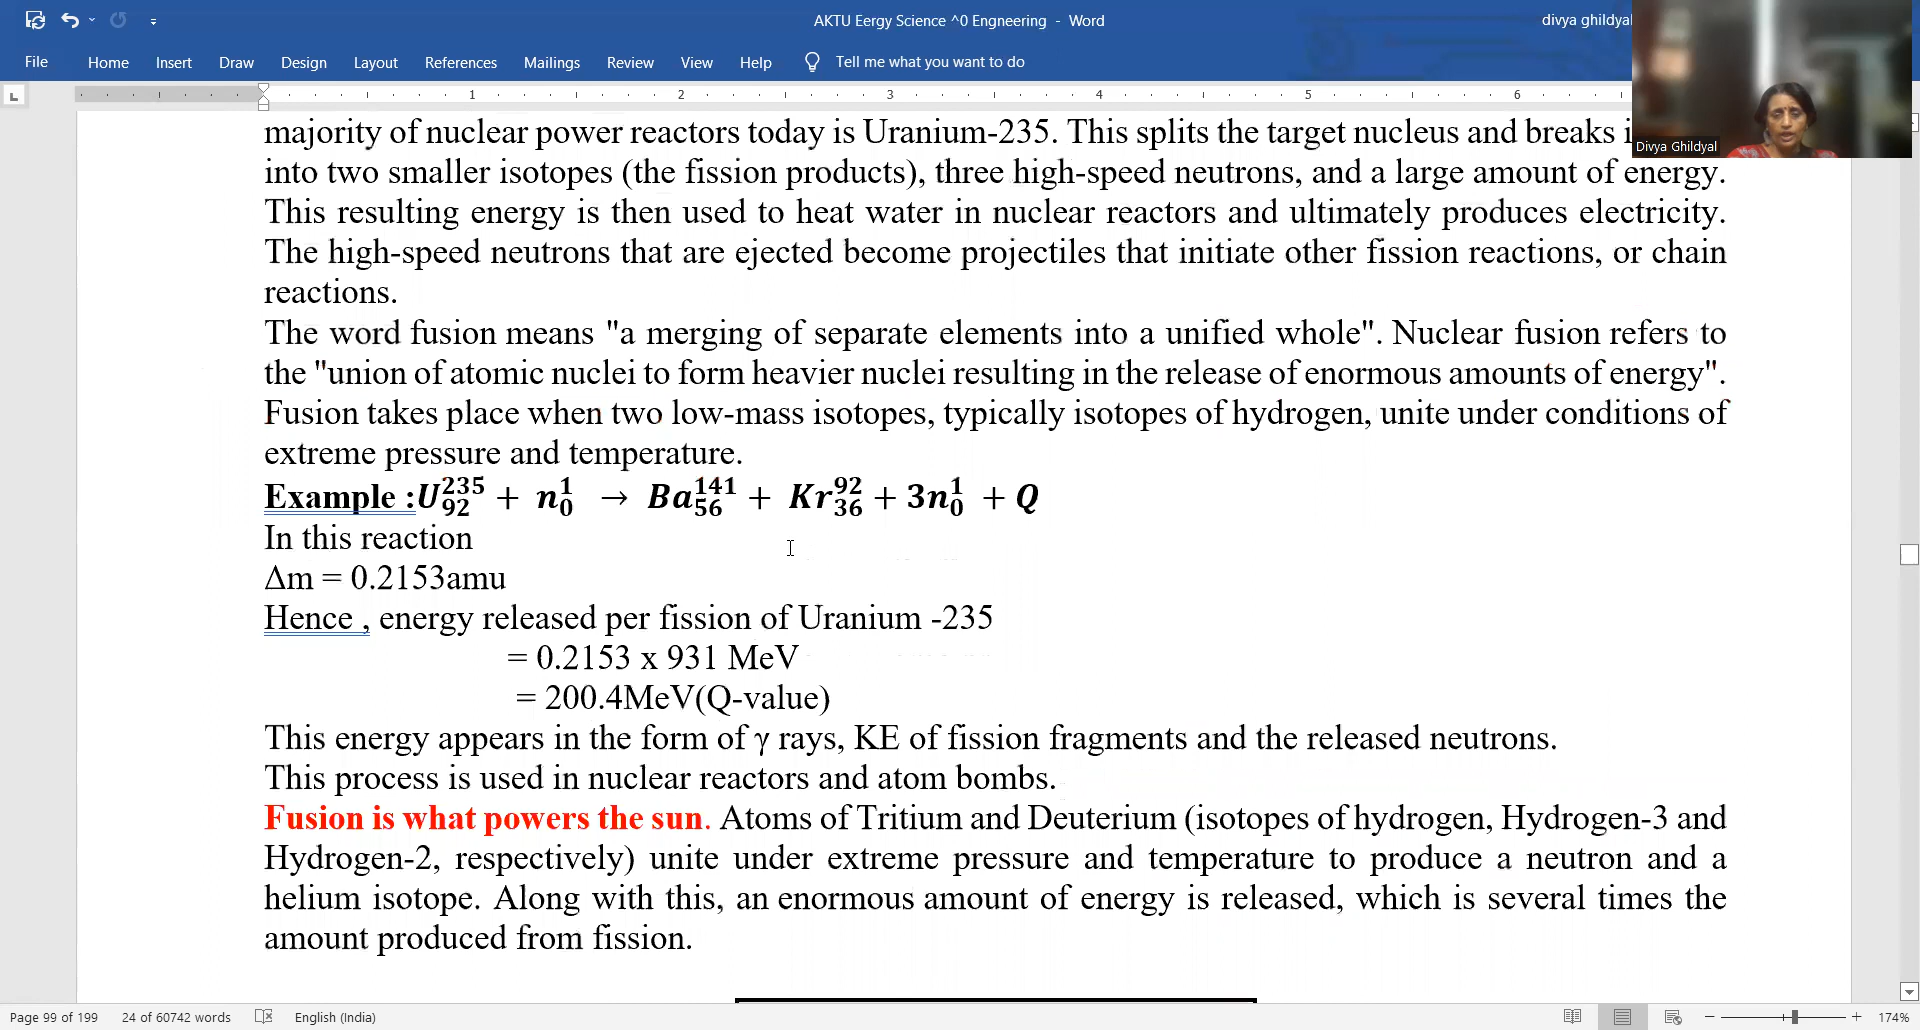 AKTU Eergy Science ^0 Engneering - Word
divya ghildyal
File Home Insert Draw Design Layout References Mailings Review View Help Tell me what you want to do
1 2 3 4 5 6
Divya Ghildyal
majority of nuclear power reactors today is Uranium-235. This splits the target nucleus and breaks
into two smaller isotopes (the fission products), three high-speed neutrons, and a large amount of energy.
This resulting energy is then used to heat water in nuclear reactors and ultimately produces electricity.
The high-speed neutrons that are ejected become projectiles that initiate other fission reactions, or chain
reactions.
The word fusion means "a merging of separate elements into a unified whole". Nuclear fusion refers to
the "union of atomic nuclei to form heavier nuclei resulting in the release of enormous amounts of energy".
Fusion takes place when two low-mass isotopes, typically isotopes of hydrogen, unite under conditions of
extreme pressure and temperature.
Example :U₉₂²³⁵ + n₀¹ → Ba₅₆¹⁴¹ + Kr₃₆⁹² + 3n₀¹ + Q
In this reaction
Δm = 0.2153amu
Hence , energy released per fission of Uranium -235
= 0.2153 x 931 MeV
= 200.4MeV(Q-value)
This energy appears in the form of γ rays, KE of fission fragments and the released neutrons.
This process is used in nuclear reactors and atom bombs.
Fusion is what powers the sun. Atoms of Tritium and Deuterium (isotopes of hydrogen, Hydrogen-3 and
Hydrogen-2, respectively) unite under extreme pressure and temperature to produce a neutron and a
helium isotope. Along with this, an enormous amount of energy is released, which is several times the
amount produced from fission.
Page 99 of 199 24 of 60742 words English (India) 174%